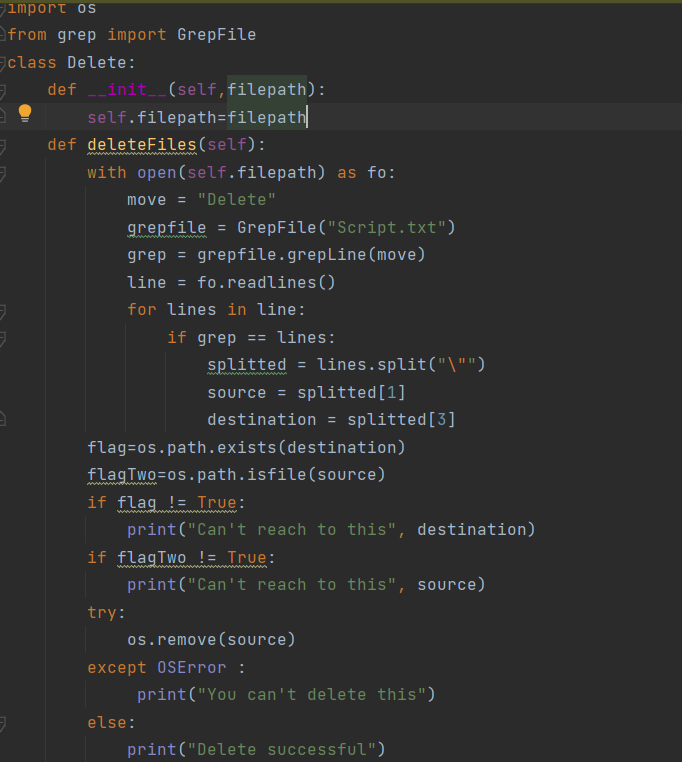 import os
from grep import GrepFile
class Delete:
    def __init__(self,filepath):
        self.filepath=filepath
    def deleteFiles(self):
        with open(self.filepath) as fo:
            move = "Delete"
            grepfile = GrepFile("Script.txt")
            grep = grepfile.grepLine(move)
            line = fo.readlines()
            for lines in line:
                if grep == lines:
                    splitted = lines.split("\"")
                    source = splitted[1]
                    destination = splitted[3]
        flag=os.path.exists(destination)
        flagTwo=os.path.isfile(source)
        if flag != True:
            print("Can't reach to this", destination)
        if flagTwo != True:
            print("Can't reach to this", source)
        try:
            os.remove(source)
        except OSError :
             print("You can't delete this")
        else:
            print("Delete successful")